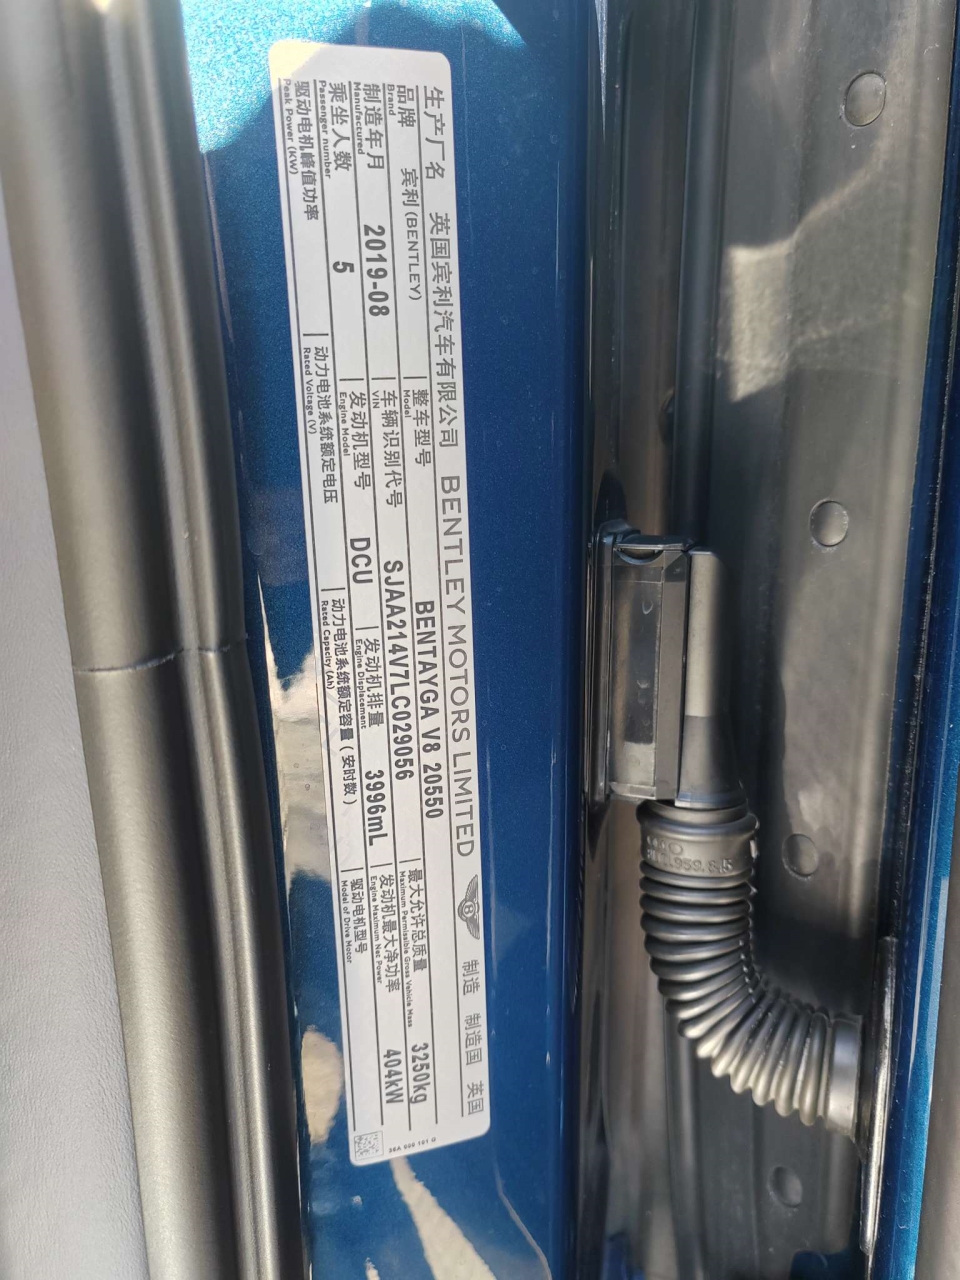 生产厂名 英国宾利汽车有限公司 BENTLEY MOTORS LIMITED B 制造 制造国 英国
品牌 宾利(BENTLEY) 整车型号 BENTAYGA V8 20550 最大允许总质量 3250kg
Brand Model Maximum Permissible Gross Vehicle Mass
制造年月 2019-08 车辆识别代号 SJAA214V7LC029056 发动机最大净功率 404kW
Manufactured VIN Engine Maximum Net Power
乘坐人数 5 发动机型号 DCU 发动机排量 3996mL 驱动电机型号
Passenger number Engine Model Engine Displacement Model of Drive Motor
驱动电机峰值功率 动力电池系统额定电压 动力电池系统额定容量(安时数)
Peak Power (KW) Rated Voltage (V) Rated Capacity (Ah)